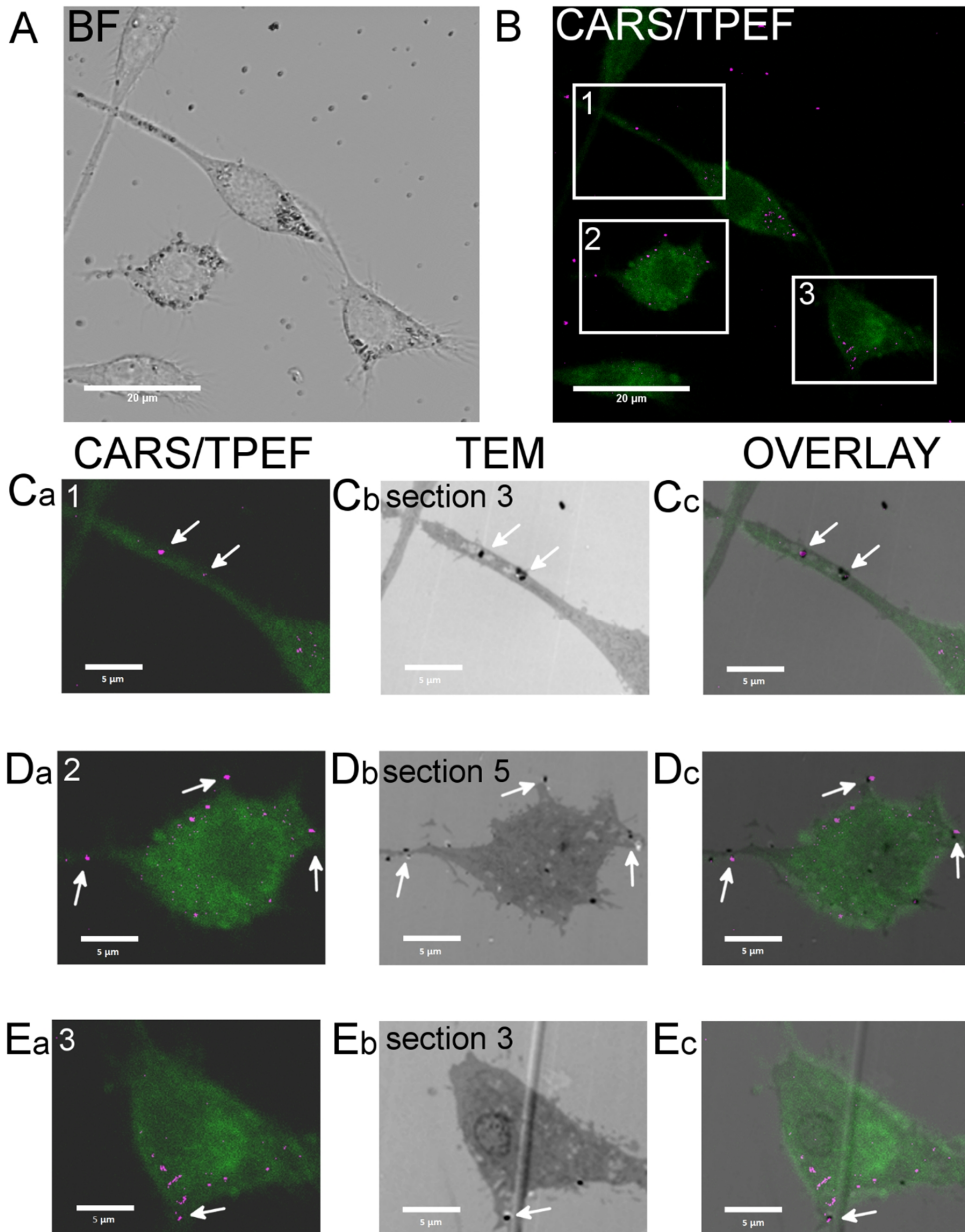 A BF
20 µm
B CARS/TPEF
1
2
3
20 µm
CARS/TPEF TEM OVERLAY
Ca 1
5 µm
Cb section 3
5 µm
Cc
5 µm
Da 2
5 µm
Db section 5
5 µm
Dc
5 µm
Ea 3
5 µm
Eb section 3
5 µm
Ec
5 µm